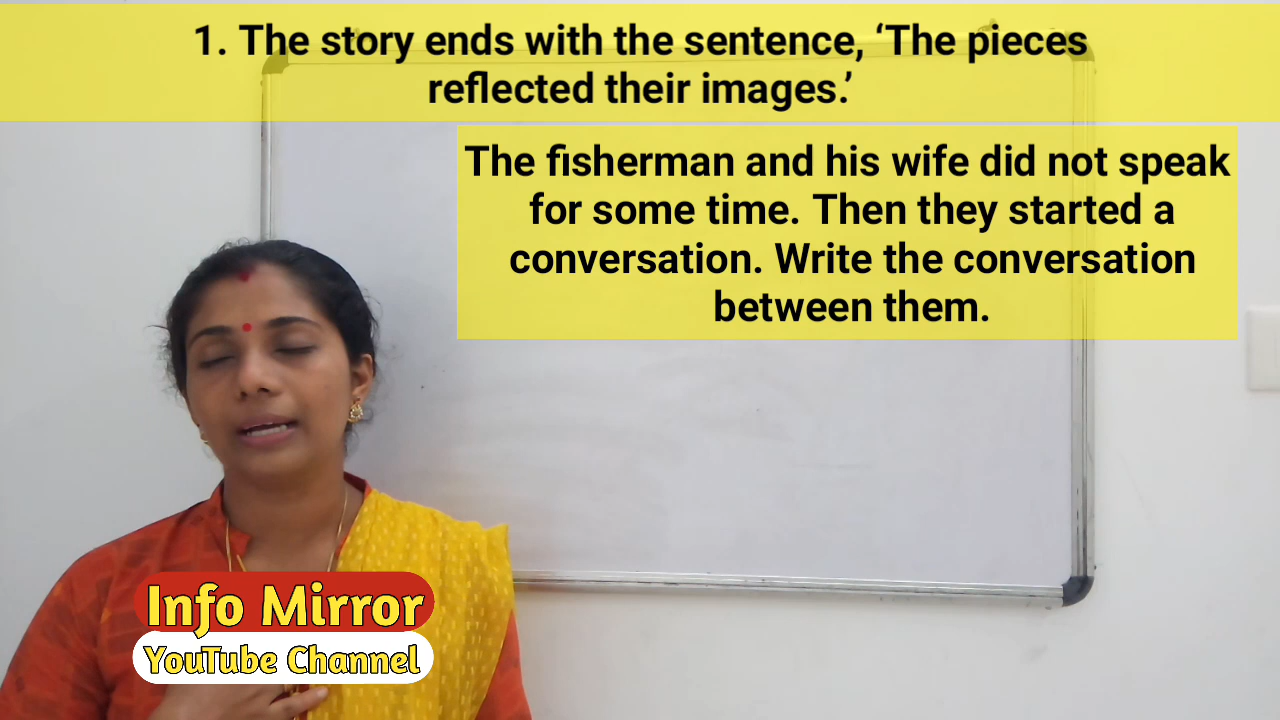 1. The story ends with the sentence, ‘The pieces
reflected their images.’
The fisherman and his wife did not speak
for some time. Then they started a
conversation. Write the conversation
between them.
Info Mirror
YouTube Channel